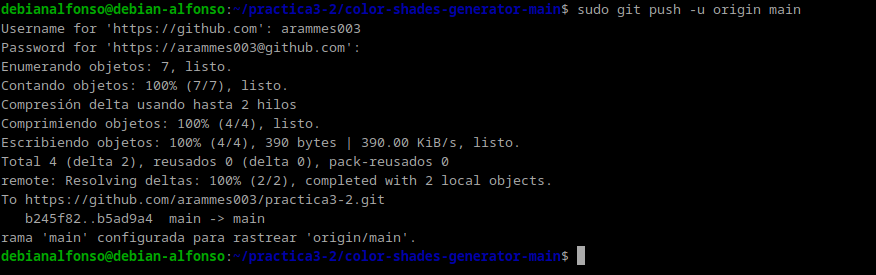 debianalfonso@debian-alfonso:~/practica3-2/color-shades-generator-main$ sudo git push -u origin main
Username for 'https://github.com': arammes003
Password for 'https://arammes003@github.com':
Enumerando objetos: 7, listo.
Contando objetos: 100% (7/7), listo.
Compresión delta usando hasta 2 hilos
Comprimiendo objetos: 100% (4/4), listo.
Escribiendo objetos: 100% (4/4), 390 bytes | 390.00 KiB/s, listo.
Total 4 (delta 2), reusados 0 (delta 0), pack-reusados 0
remote: Resolving deltas: 100% (2/2), completed with 2 local objects.
To https://github.com/arammes003/practica3-2.git
   b245f82..b5ad9a4  main -> main
rama 'main' configurada para rastrear 'origin/main'.
debianalfonso@debian-alfonso:~/practica3-2/color-shades-generator-main$